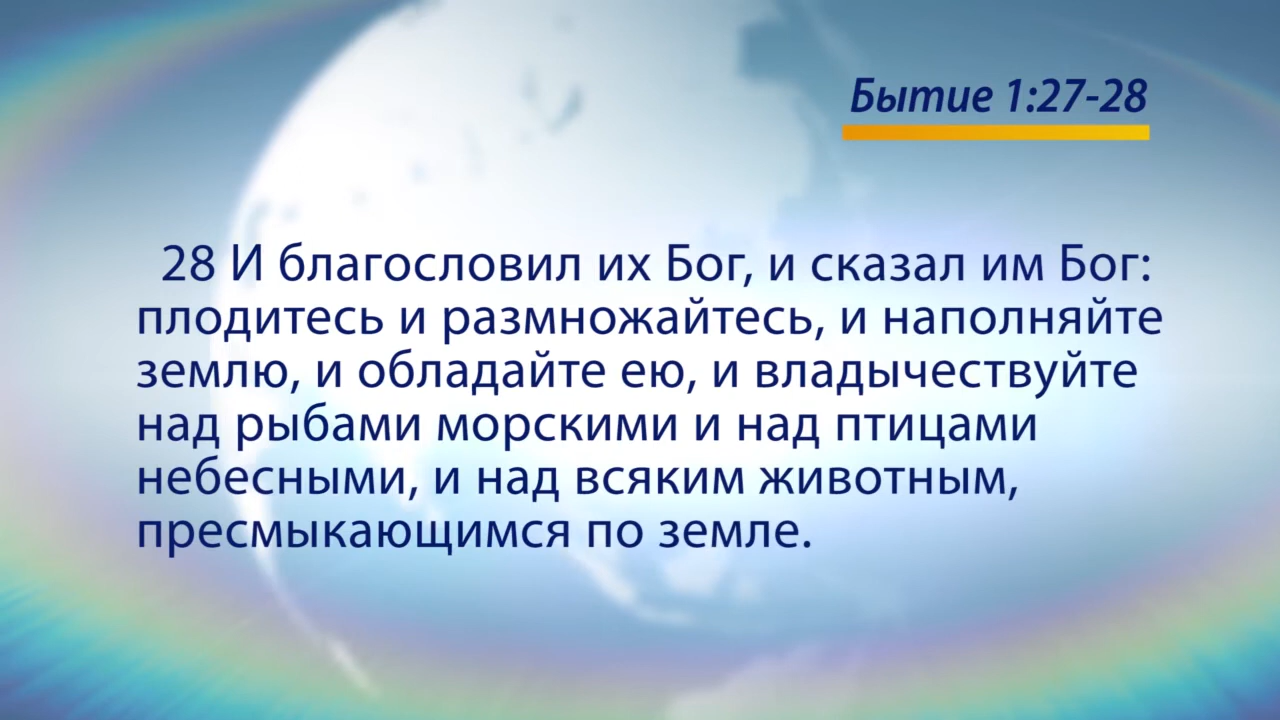 Бытие 1:27-28
28 И благословил их Бог, и сказал им Бог:
плодитесь и размножайтесь, и наполняйте
землю, и обладайте ею, и владычествуйте
над рыбами морскими и над птицами
небесными, и над всяким животным,
пресмыкающимся по земле.